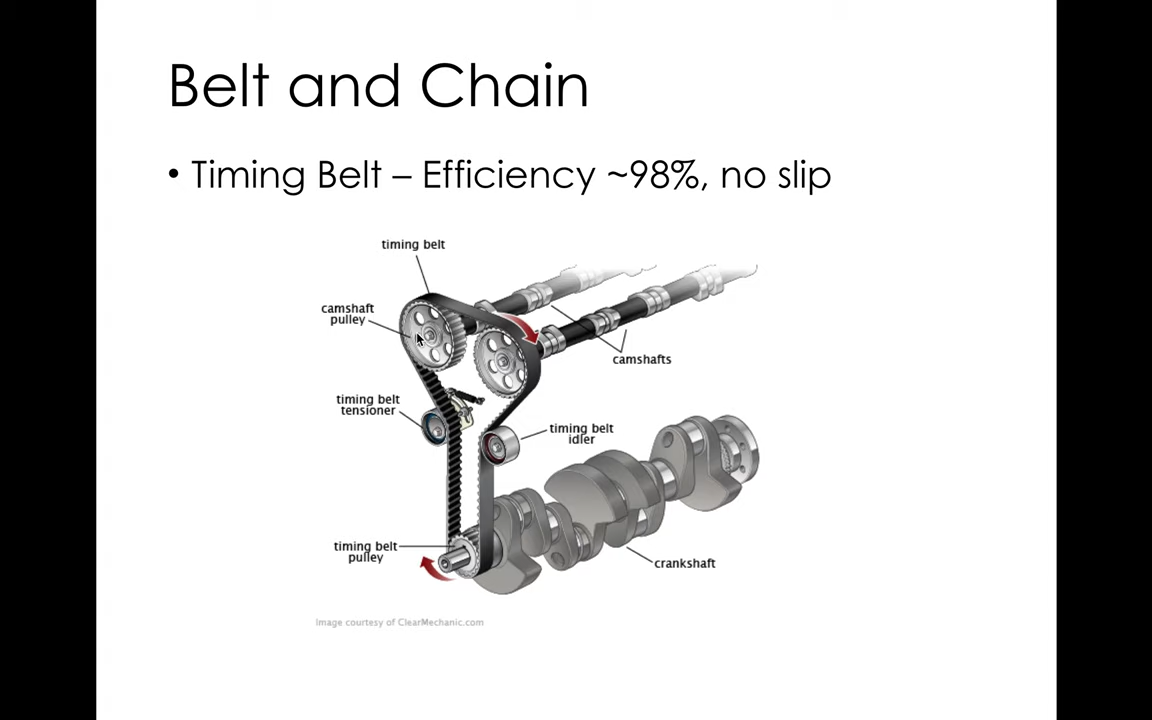 Belt and Chain
• Timing Belt – Efficiency ~98%, no slip
timing belt
camshaft
pulley
camshafts
timing belt
tensioner
timing belt
idler
timing belt
pulley
crankshaft
Image courtesy of ClearMechanic.com